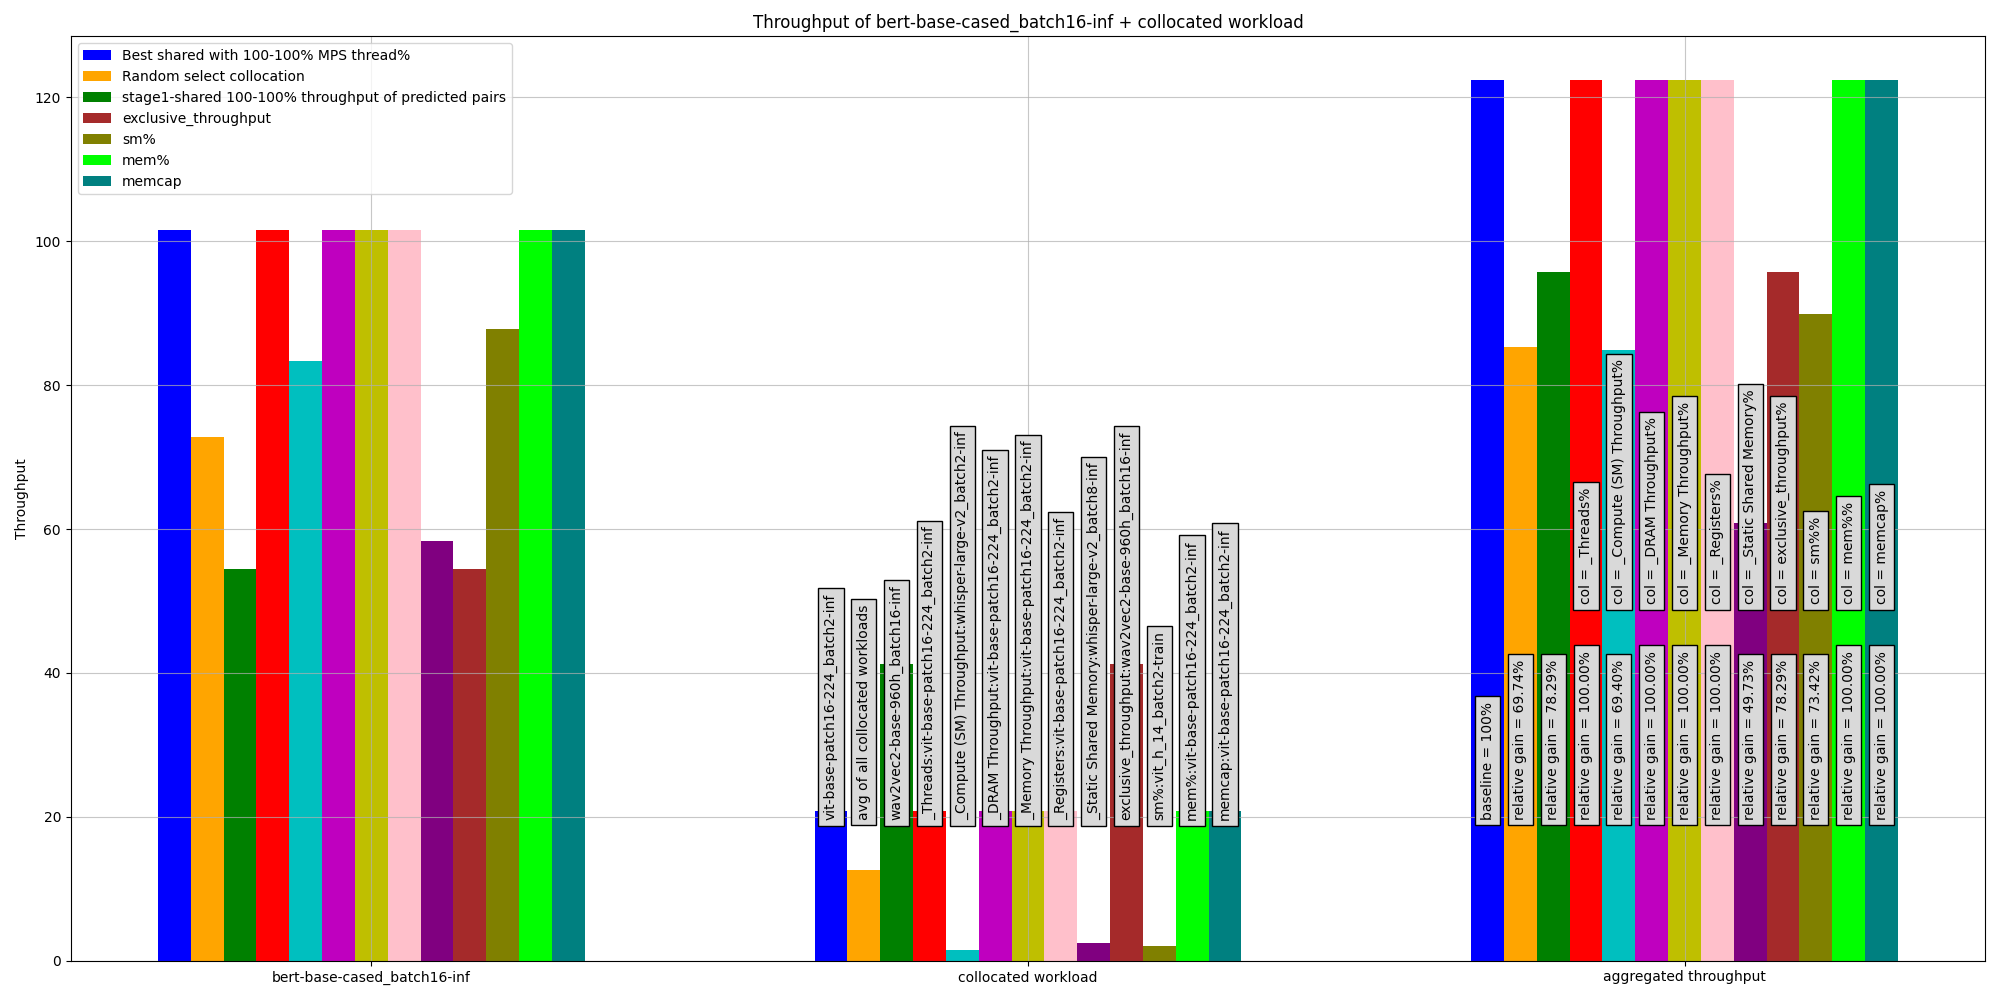 Throughput of bert-base-cased_batch16-inf + collocated workload
Best shared with 100-100% MPS thread%
Random select collocation
stage1-shared 100-100% throughput of predicted pairs
exclusive_throughput
sm%
mem%
memcap
Throughput
120
100
80
60
40
20
0
vit-base-patch16-224_batch2-inf
avg of all collocated workloads
wav2vec2-base-960h_batch16-inf
_Threads:vit-base-patch16-224_batch2-inf
_Compute (SM) Throughput:whisper-large-v2_batch2-inf
_DRAM Throughput:vit-base-patch16-224_batch2-inf
_Memory Throughput:vit-base-patch16-224_batch2-inf
_Registers:vit-base-patch16-224_batch2-inf
_Static Shared Memory:whisper-large-v2_batch8-inf
exclusive_throughput:wav2vec2-base-960h_batch16-inf
sm%:vit_h_14_batch2-train
mem%:vit-base-patch16-224_batch2-inf
memcap:vit-base-patch16-224_batch2-inf
col = _Threads%
col = _Compute (SM) Throughput%
col = _DRAM Throughput%
col = _Memory Throughput%
col = _Registers%
col = _Static Shared Memory%
col = exclusive_throughput%
col = sm%%
col = mem%%
col = memcap%
baseline = 100%
relative gain = 69.74%
relative gain = 78.29%
relative gain = 100.00%
relative gain = 69.40%
relative gain = 100.00%
relative gain = 100.00%
relative gain = 100.00%
relative gain = 49.73%
relative gain = 78.29%
relative gain = 73.42%
relative gain = 100.00%
relative gain = 100.00%
bert-base-cased_batch16-inf
collocated workload
aggregated throughput